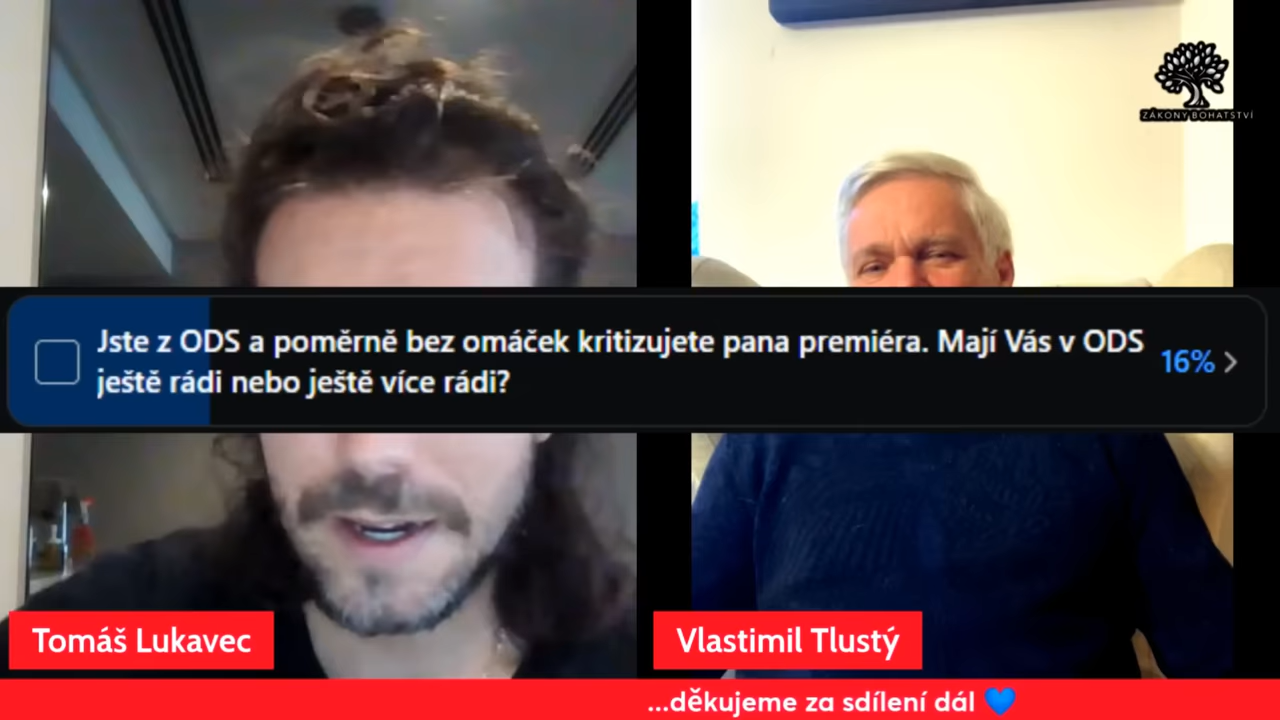 ZÁKONY BOHATSTVÍ
Jste z ODS a poměrně bez omáček kritizujete pana premiéra. Mají Vás v ODS
ještě rádi nebo ještě více rádi?
16%
Tomáš Lukavec
Vlastimil Tlustý
...děkujeme za sdílení dál 💙